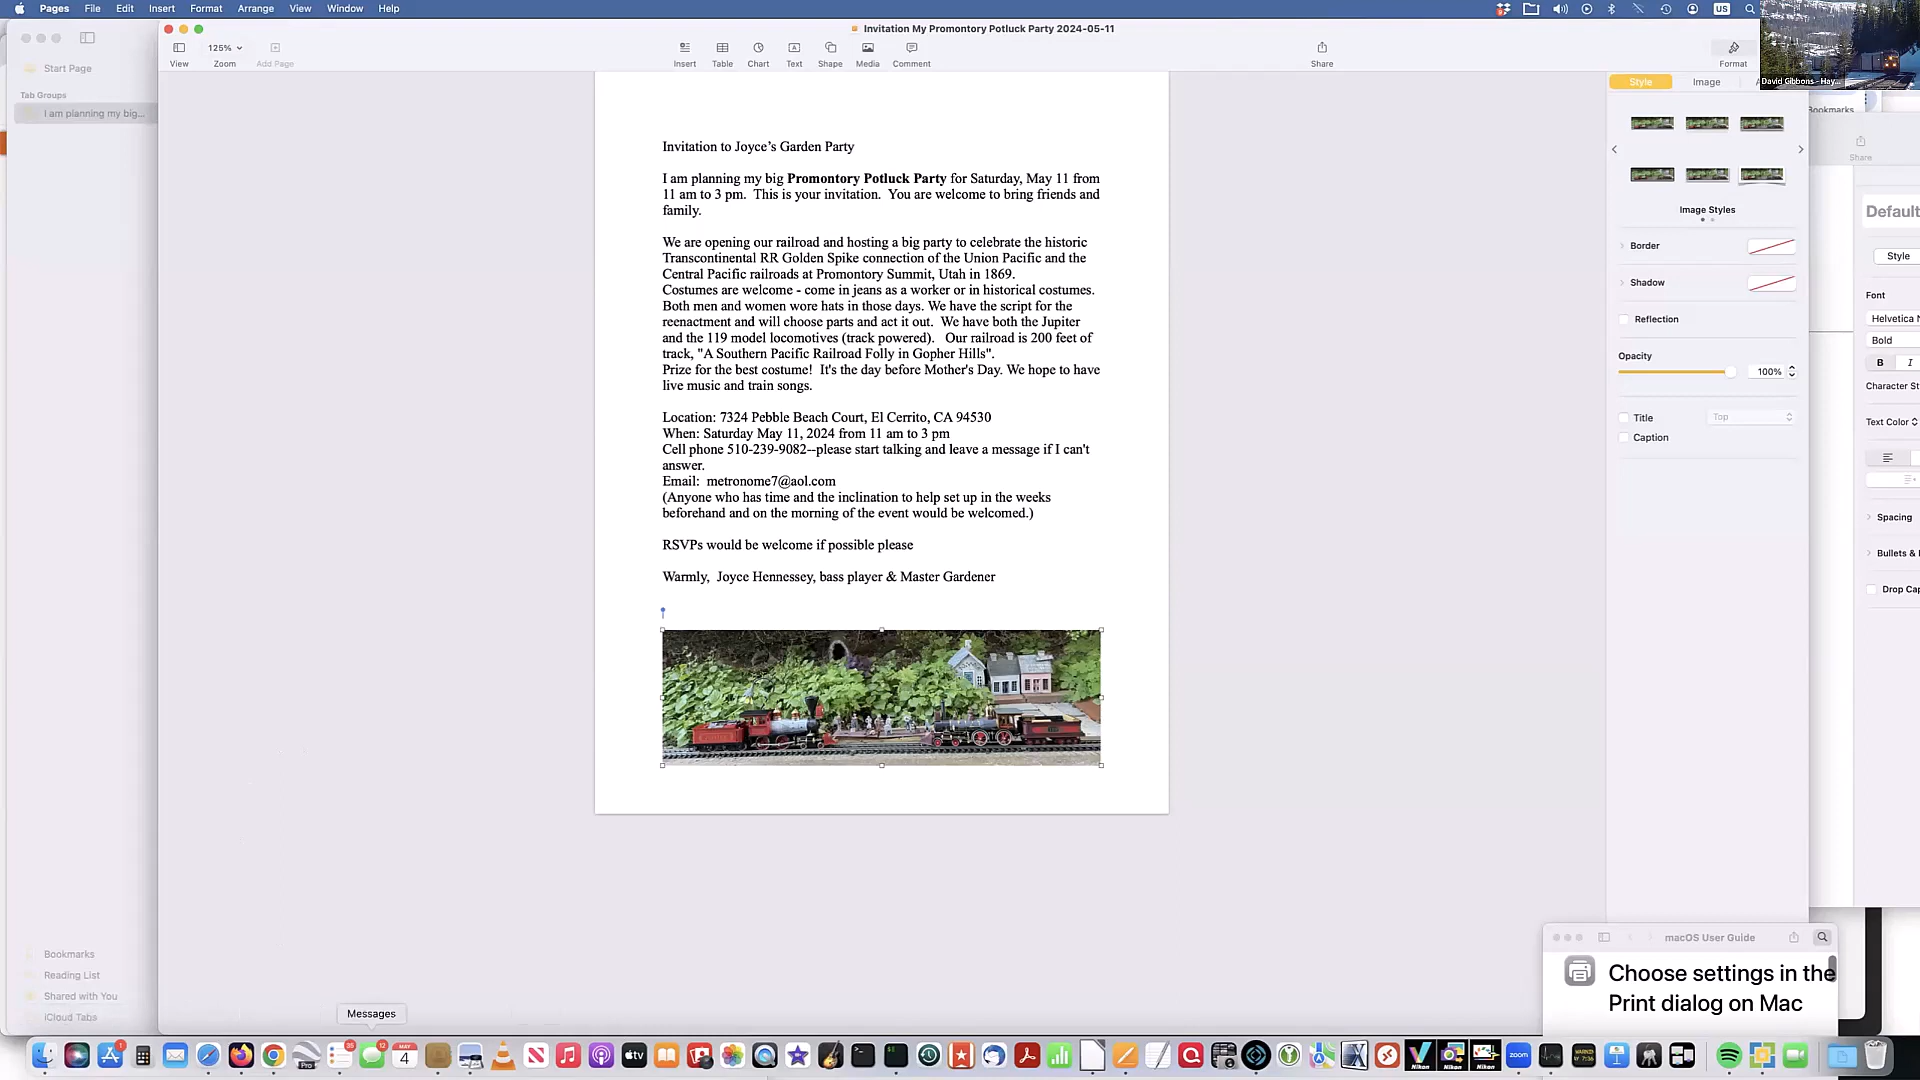 Pages File Edit Insert Format Arrange View Window Help
US
Invitation My Promontory Potluck Party 2024-05-11
125%
View Zoom Add Page
Insert Table Chart Text Shape Media Comment
Share
Format
David Gibbons - Hay...
Start Page
Tab Groups
I am planning my big...
Bookmarks
Reading List
Shared with You
iCloud Tabs
Invitation to Joyce’s Garden Party
I am planning my big Promontory Potluck Party for Saturday, May 11 from
11 am to 3 pm.  This is your invitation.  You are welcome to bring friends and
family.
We are opening our railroad and hosting a big party to celebrate the historic
Transcontinental RR Golden Spike connection of the Union Pacific and the
Central Pacific railroads at Promontory Summit, Utah in 1869.
Costumes are welcome - come in jeans as a worker or in historical costumes.
Both men and women wore hats in those days. We have the script for the
reenactment and will choose parts and act it out.  We have both the Jupiter
and the 119 model locomotives (track powered).   Our railroad is 200 feet of
track, "A Southern Pacific Railroad Folly in Gopher Hills".
Prize for the best costume!  It's the day before Mother's Day. We hope to have
live music and train songs.
Location: 7324 Pebble Beach Court, El Cerrito, CA 94530
When: Saturday May 11, 2024 from 11 am to 3 pm
Cell phone 510-239-9082--please start talking and leave a message if I can't
answer.
Email:  metronome7@aol.com
(Anyone who has time and the inclination to help set up in the weeks
beforehand and on the morning of the event would be welcomed.)
RSVPs would be welcome if possible please
Warmly,  Joyce Hennessey, bass player & Master Gardener
Style Image
Image Styles
Border
Shadow
Reflection
Opacity
100%
Title Top
Caption
Bookmarks
Share
Default
Style
Font
Helvetica N
Bold
B I
Character St
Text Color
Spacing
Bullets &
Drop Cap
macOS User Guide
Choose settings in the
Print dialog on Mac
Messages
Pro
MAY
4
tv
zoom
Nikon
Nikon